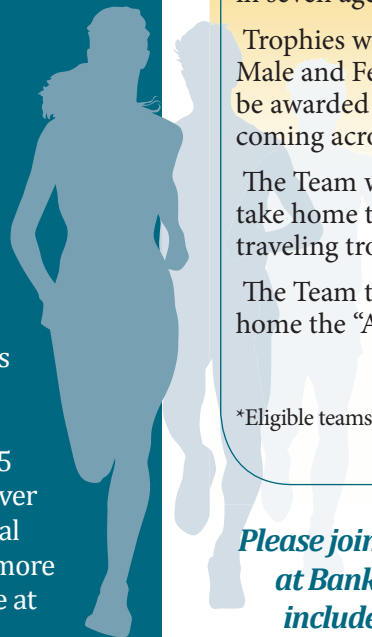 in seven age
Trophies w
Male and Fe
be awarded
coming acro
The Team w
take home t
traveling tro
The Team t
home the “A
*Eligible teams
s
5
ver
al
more
e at
Please join
at Bank
include